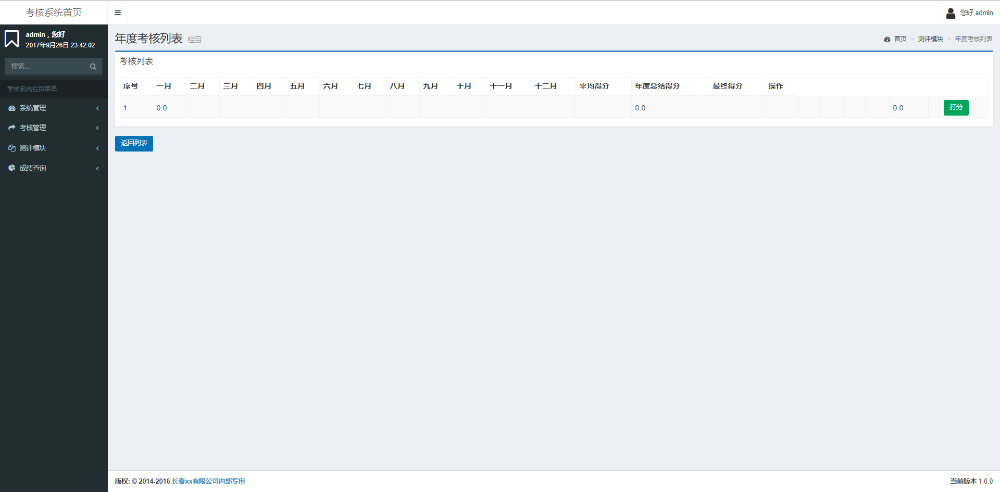 考核系统首页
您好,admin
admin，您好
2017年9月26日 23:42:02
搜索...
考核系统栏目菜单
系统管理
考核管理
测评模块
成绩查询
年度考核列表 栏目
首页 > 测评模块 > 年度考核列表
考核列表
序号 一月 二月 三月 四月 五月 六月 七月 八月 九月 十月 十一月 十二月 平均得分 年度总结得分 最终得分 操作
1 0.0 0.0 0.0 打分
返回列表
版权: © 2014-2016 长春xx有限公司内部专用
当前版本 1.0.0